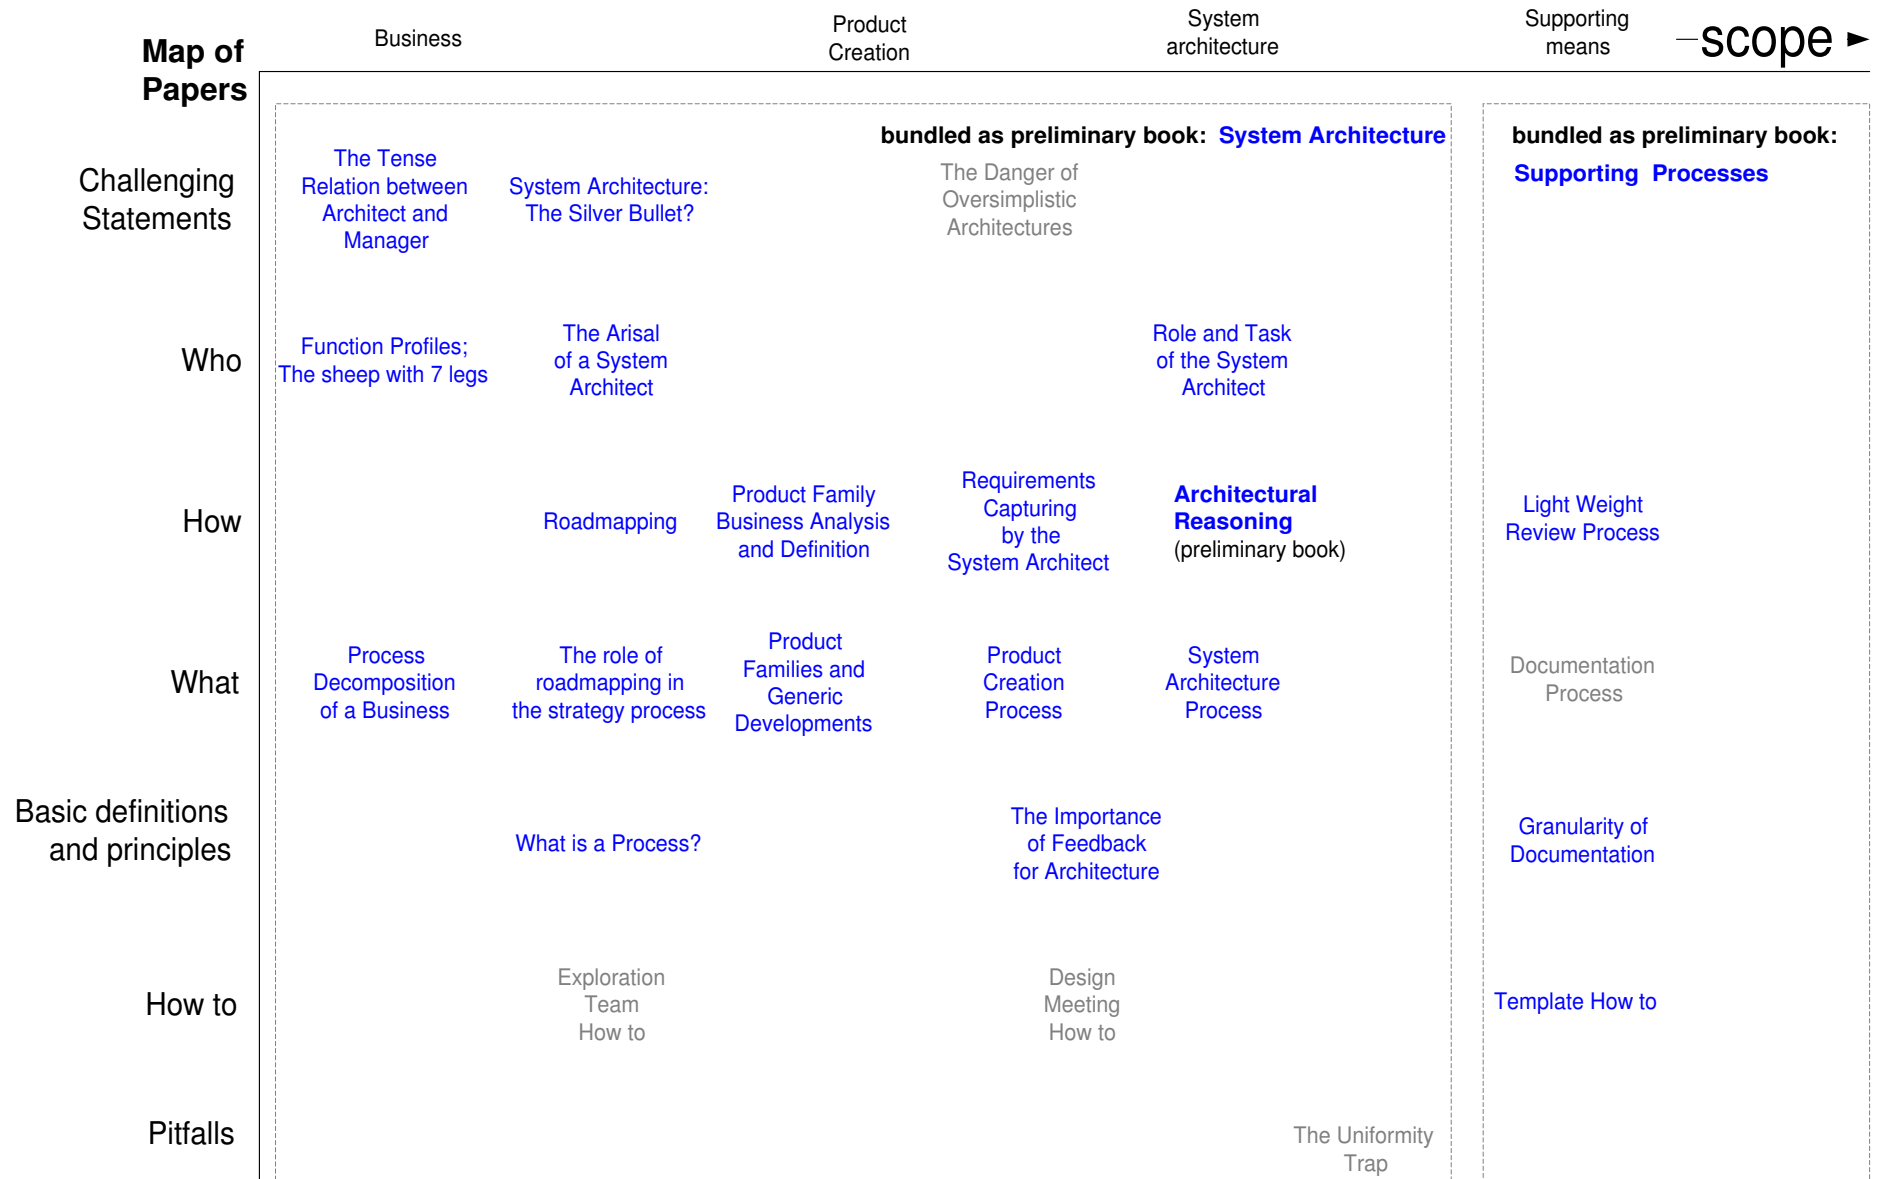 Map of
Papers
Business
Product
Creation
System
architecture
Supporting
means
scope
bundled as preliminary book: System Architecture
bundled as preliminary book:
Supporting Processes
Challenging
Statements
The Tense
Relation between
Architect and
Manager
System Architecture:
The Silver Bullet?
The Danger of
Oversimplistic
Architectures
Who
Function Profiles;
The sheep with 7 legs
The Arisal
of a System
Architect
Role and Task
of the System
Architect
How
Roadmapping
Product Family
Business Analysis
and Definition
Requirements
Capturing
by the
System Architect
Architectural
Reasoning
(preliminary book)
Light Weight
Review Process
What
Process
Decomposition
of a Business
The role of
roadmapping in
the strategy process
Product
Families and
Generic
Developments
Product
Creation
Process
System
Architecture
Process
Documentation
Process
Basic definitions
and principles
What is a Process?
The Importance
of Feedback
for Architecture
Granularity of
Documentation
How to
Exploration
Team
How to
Design
Meeting
How to
Template How to
Pitfalls
The Uniformity
Trap